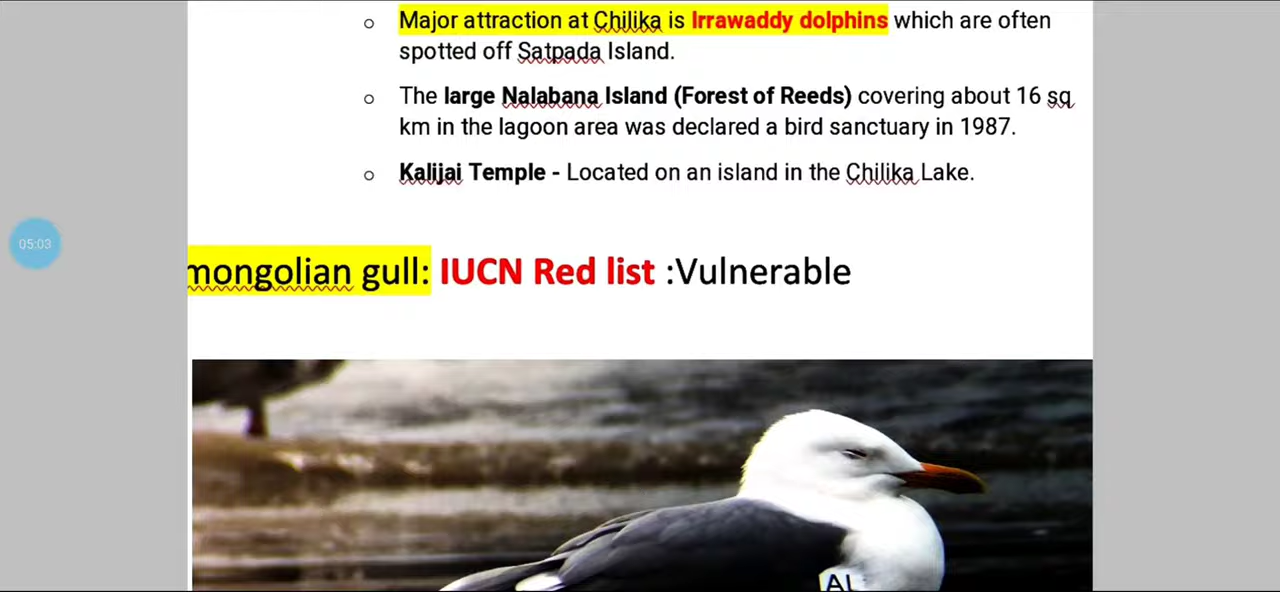 Major attraction at Chilika is Irrawaddy dolphins which are often
spotted off Satpada Island.
The large Nalabana Island (Forest of Reeds) covering about 16 sq
km in the lagoon area was declared a bird sanctuary in 1987.
Kalijai Temple - Located on an island in the Chilika Lake.
05:03
mongolian gull: IUCN Red list :Vulnerable
AL